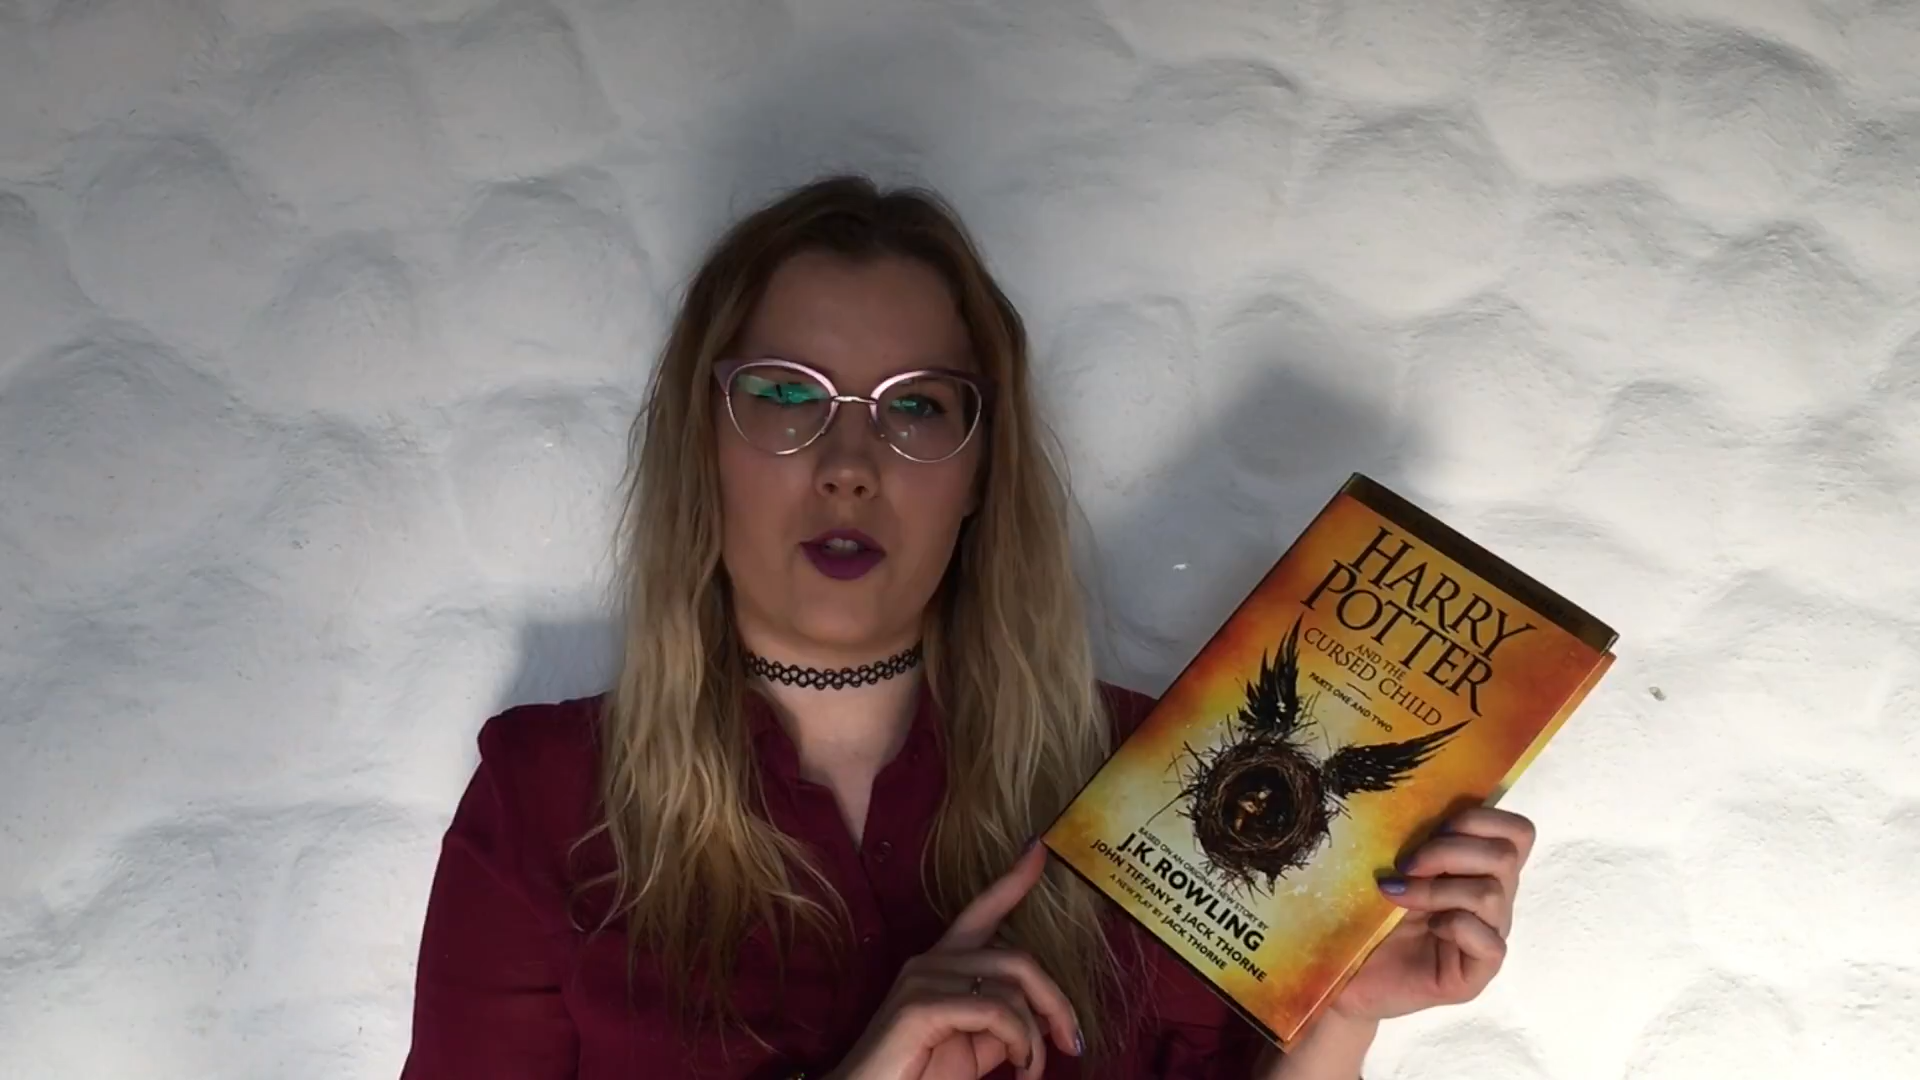 HARRY
POTTER
AND THE
CURSED CHILD
PARTS ONE AND TWO
BASED ON AN ORIGINAL NEW STORY BY
J.K. ROWLING
JOHN TIFFANY & JACK THORNE
A NEW PLAY BY JACK THORNE